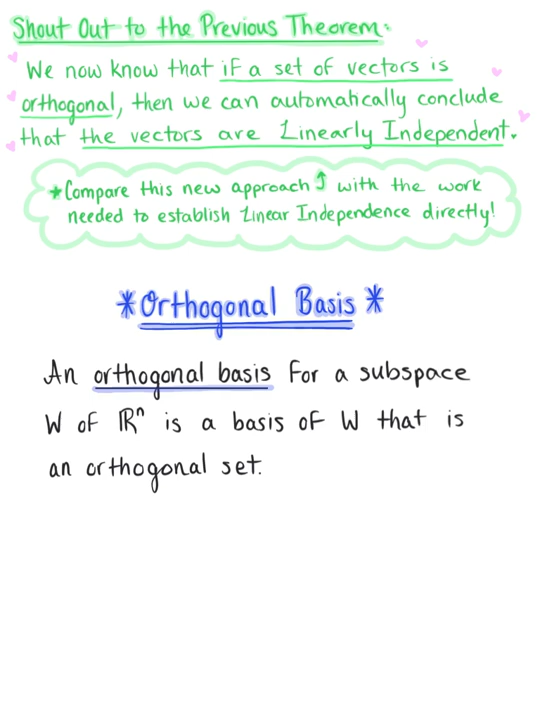 Shout Out to the Previous Theorem:
We now know that if a set of vectors is
orthogonal, then we can automatically conclude
that the vectors are Linearly Independent.
*Compare this new approach↑ with the work
needed to establish Linear Independence directly!
*Orthogonal Basis*
An orthogonal basis for a subspace
W of ℝⁿ is a basis of W that is
an orthogonal set.